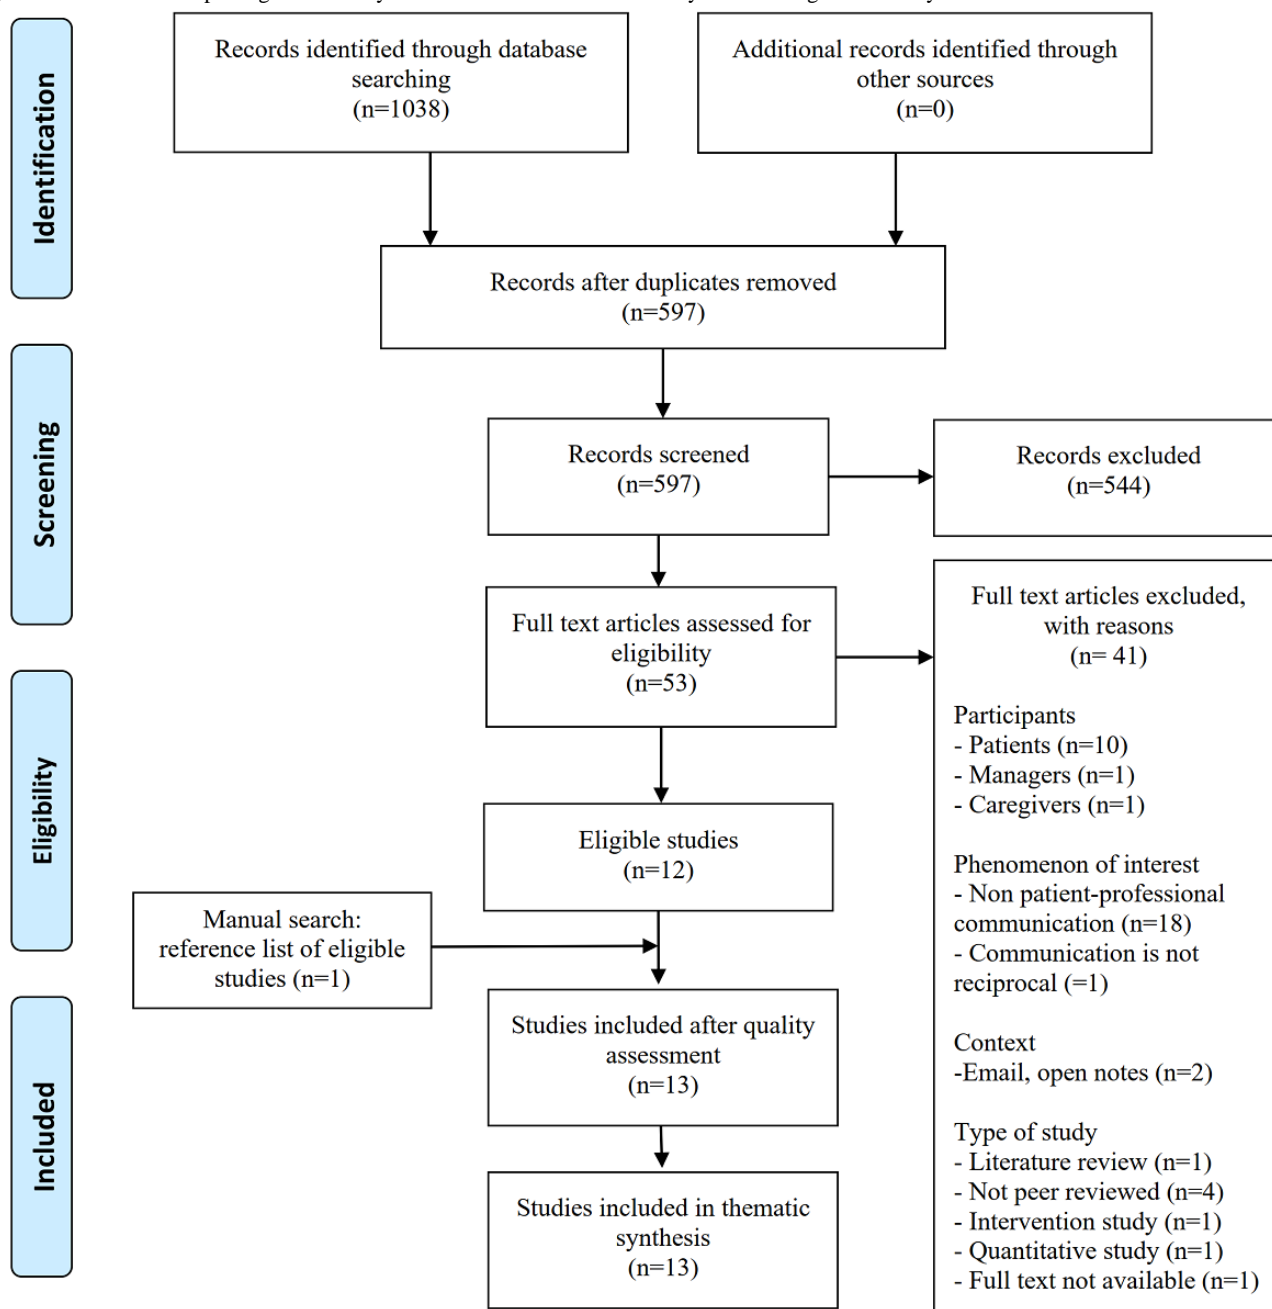 Records identified through database
searching
(n=1038)
Additional records identified through
other sources
(n=0)
Identification
Records after duplicates removed
(n=597)
Screening
Records screened
(n=597)
Records excluded
(n=544)
Full text articles assessed for
eligibility
(n=53)
Full text articles excluded,
with reasons
(n= 41)
Participants
- Patients (n=10)
- Managers (n=1)
- Caregivers (n=1)
Phenomenon of interest
- Non patient-professional
communication (n=18)
- Communication is not
reciprocal (=1)
Context
-Email, open notes (n=2)
Type of study
- Literature review (n=1)
- Not peer reviewed (n=4)
- Intervention study (n=1)
- Quantitative study (n=1)
- Full text not available (n=1)
Eligibility
Eligible studies
(n=12)
Manual search:
reference list of eligible
studies (n=1)
Included
Studies included after quality
assessment
(n=13)
Studies included in thematic
synthesis
(n=13)